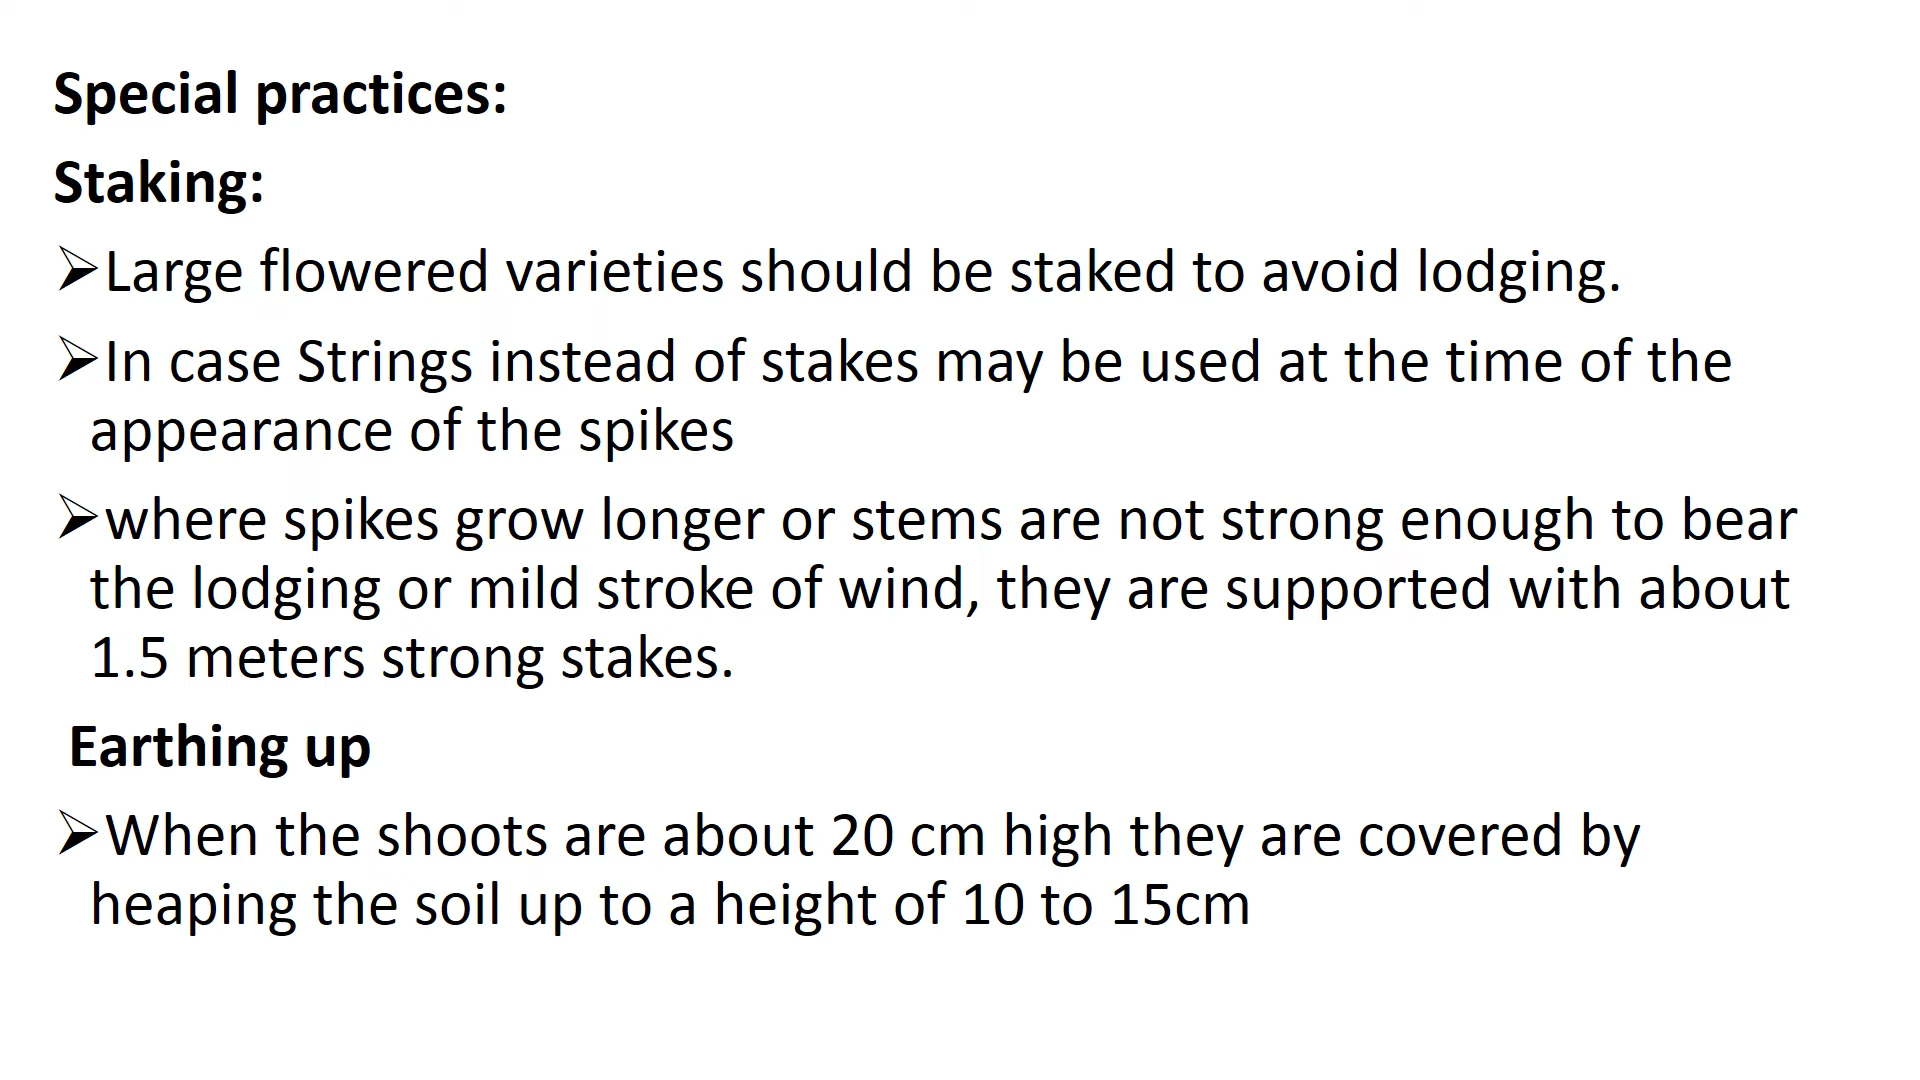 Special practices:
Staking:
➢Large flowered varieties should be staked to avoid lodging.
➢In case Strings instead of stakes may be used at the time of the
appearance of the spikes
➢where spikes grow longer or stems are not strong enough to bear
the lodging or mild stroke of wind, they are supported with about
1.5 meters strong stakes.
Earthing up
➢When the shoots are about 20 cm high they are covered by
heaping the soil up to a height of 10 to 15cm